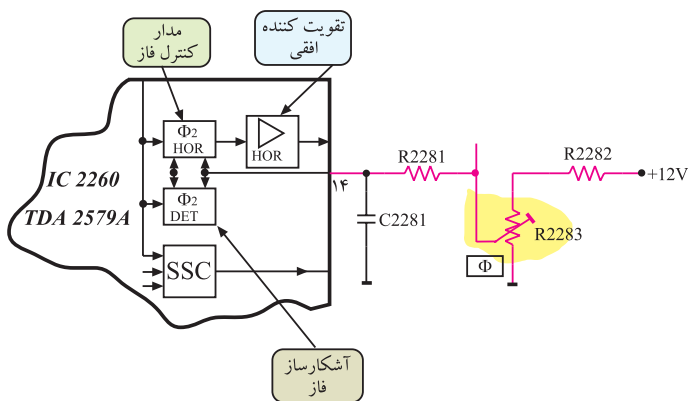 مدار
کنترل فاز
تقویت کننده
افقی
Φ2
HOR
HOR
IC 2260
TDA 2579A
Φ2
DET
SSC
۱۴
R2281
C2281
R2282
+12V
R2283
Φ
آشکارساز
فاز